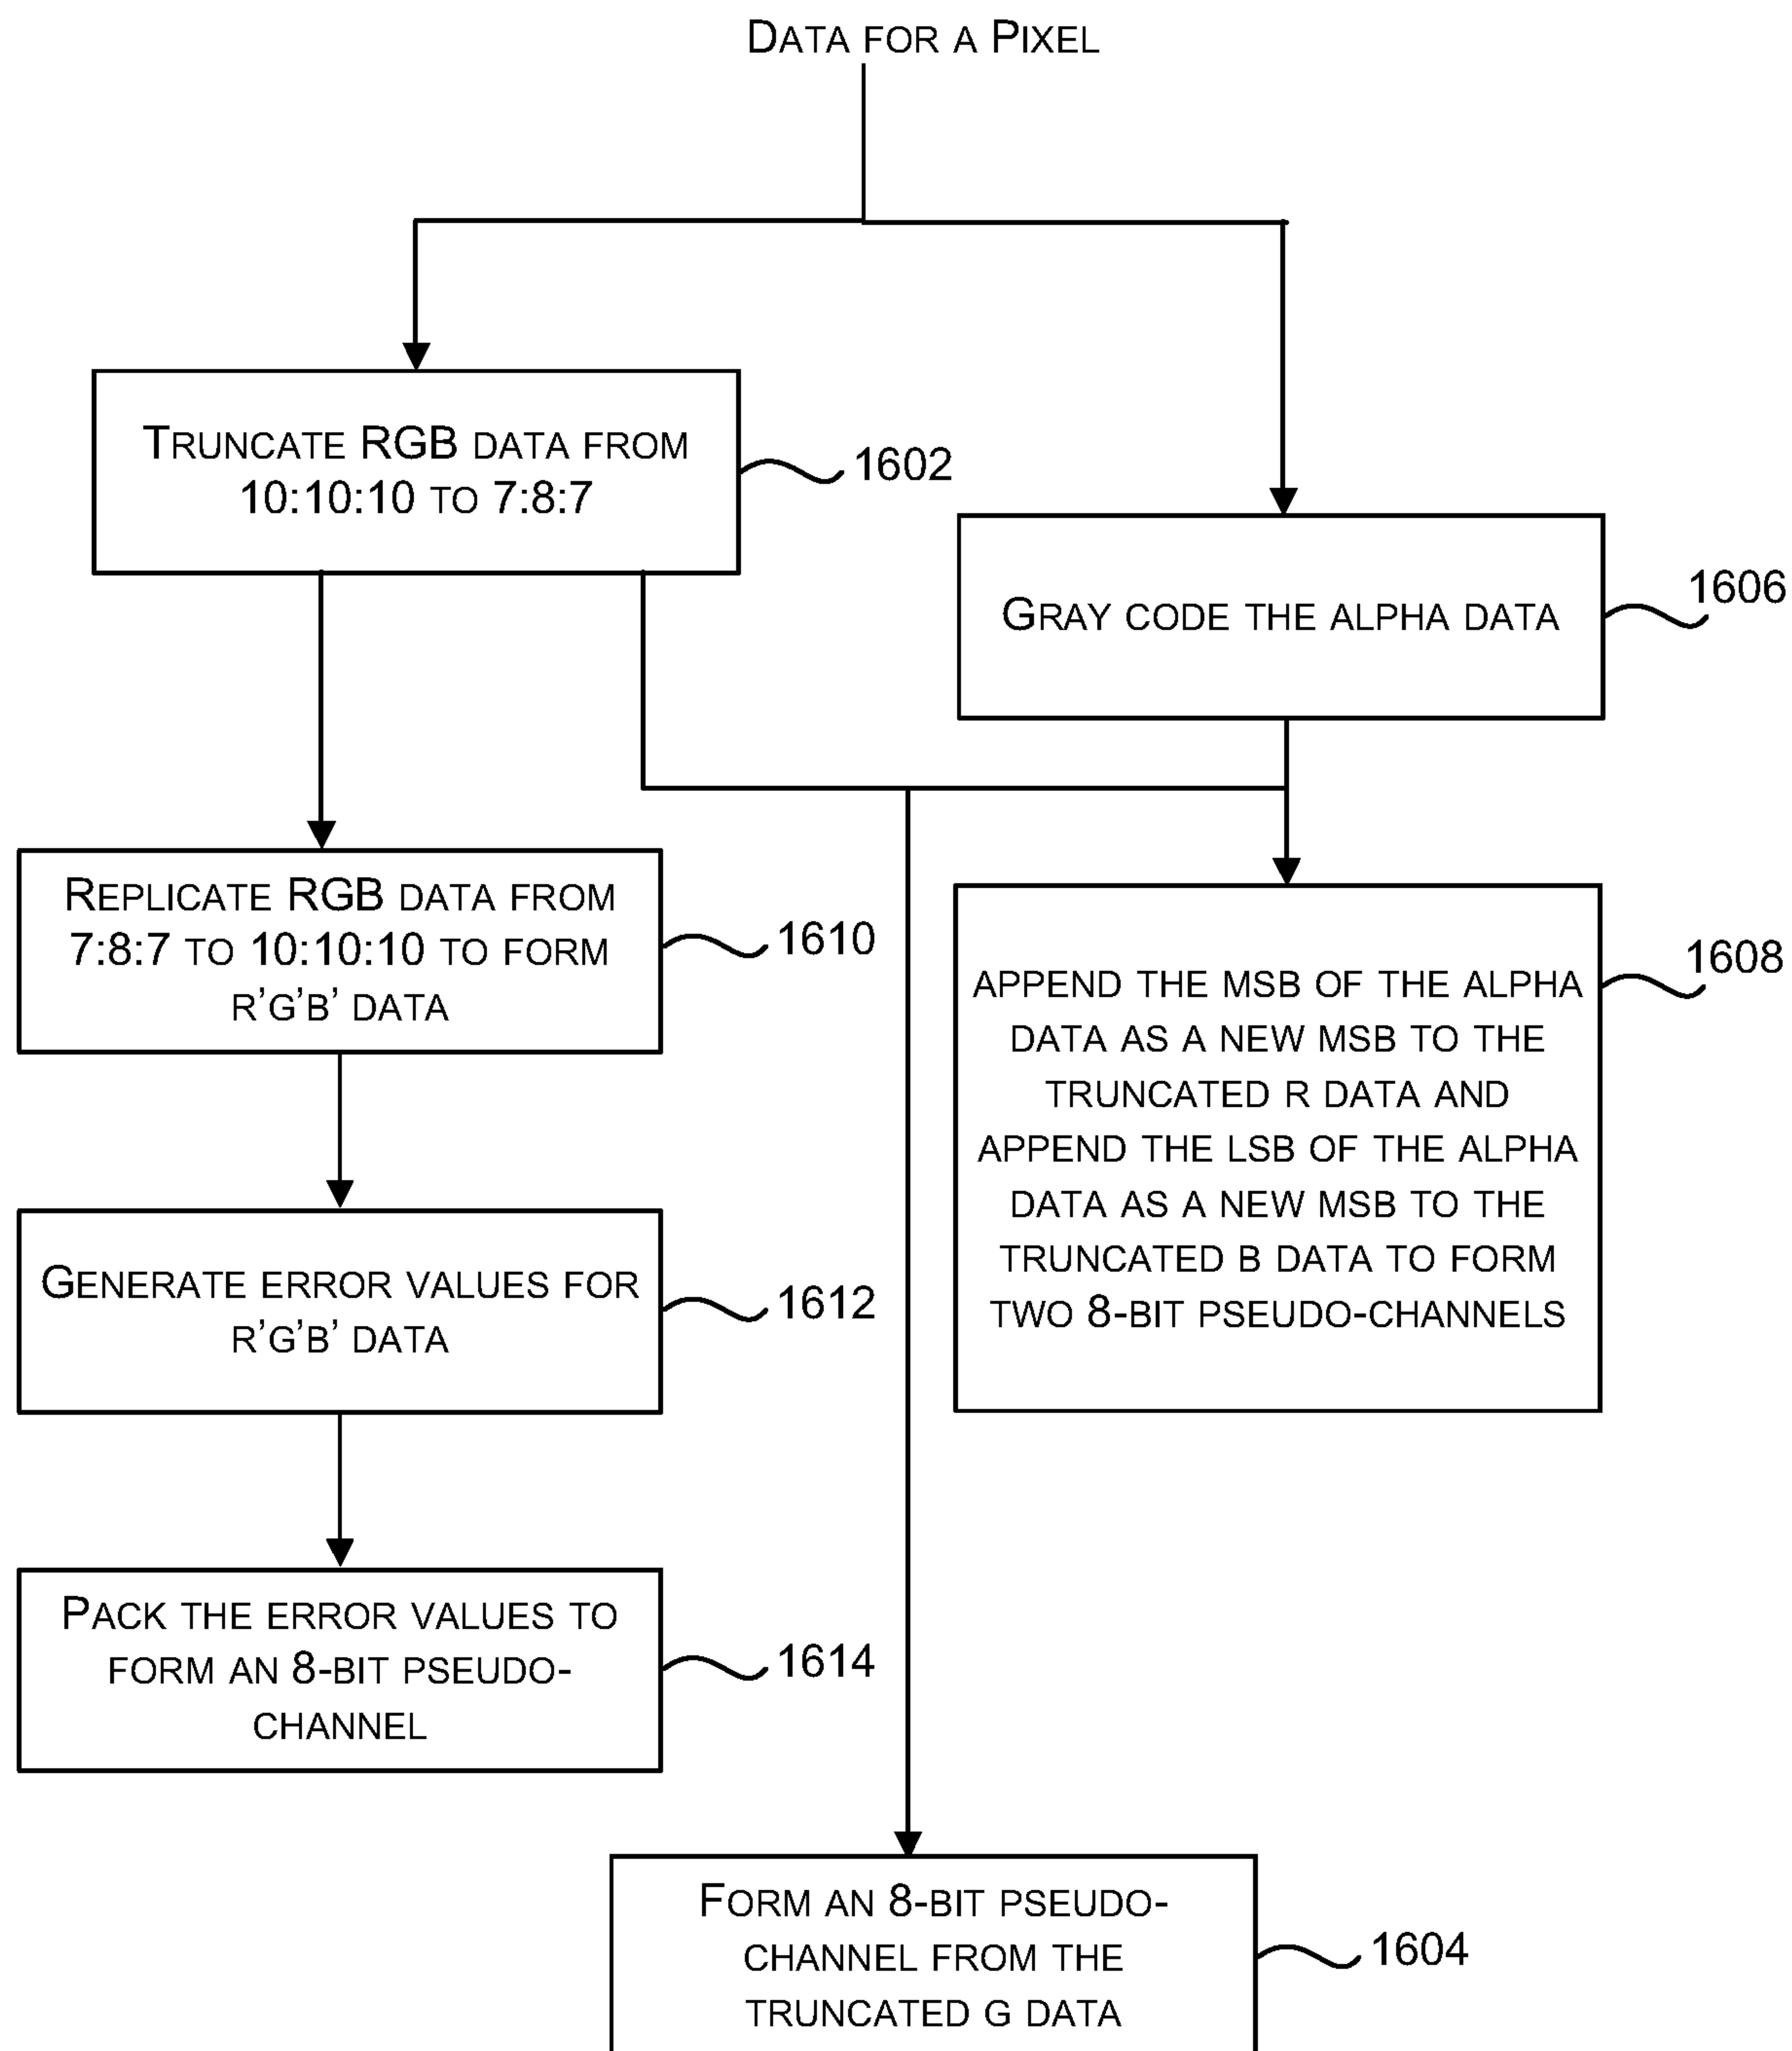 DATA FOR A PIXEL
TRUNCATE RGB DATA FROM
10:10:10 TO 7:8:7
1602
GRAY CODE THE ALPHA DATA
1606
REPLICATE RGB DATA FROM
7:8:7 TO 10:10:10 TO FORM
R'G'B' DATA
1610
APPEND THE MSB OF THE ALPHA
DATA AS A NEW MSB TO THE
TRUNCATED R DATA AND
APPEND THE LSB OF THE ALPHA
DATA AS A NEW MSB TO THE
TRUNCATED B DATA TO FORM
TWO 8-BIT PSEUDO-CHANNELS
1608
GENERATE ERROR VALUES FOR
R'G'B' DATA
1612
PACK THE ERROR VALUES TO
FORM AN 8-BIT PSEUDO-
CHANNEL
1614
FORM AN 8-BIT PSEUDO-
CHANNEL FROM THE
TRUNCATED G DATA
1604